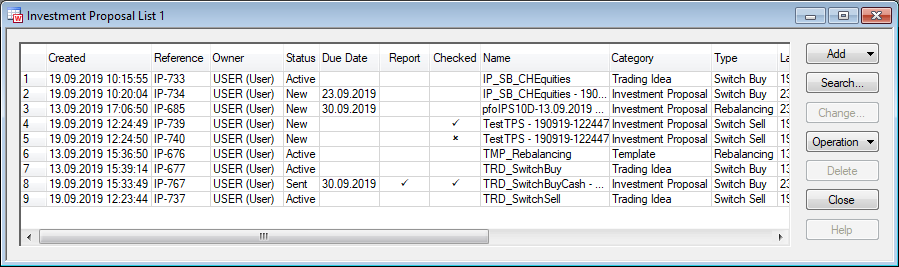 Investment Proposal List 1
Created Reference Owner Status Due Date Report Checked Name Category Type La
1 19.09.2019 10:15:55 IP-733 USER (User) Active IP_SB_CHEquities Trading Idea Switch Buy 19
2 19.09.2019 10:20:04 IP-734 USER (User) New 23.09.2019 IP_SB_CHEquities - 190... Investment Proposal Switch Buy 23
3 13.09.2019 17:06:50 IP-685 USER (User) New 30.09.2019 pfoIPS10D-13.09.2019 ... Investment Proposal Rebalancing 23
4 19.09.2019 12:24:49 IP-739 USER (User) New ✓ TestTPS - 190919-122447 Investment Proposal Switch Sell 19
5 19.09.2019 12:24:50 IP-740 USER (User) New × TestTPS - 190919-122447 Investment Proposal Switch Sell 19
6 13.09.2019 15:36:50 IP-676 USER (User) Active TMP_Rebalancing Template Rebalancing 13
7 13.09.2019 15:39:14 IP-677 USER (User) Active TRD_SwitchBuy Trading Idea Switch Buy 13
8 19.09.2019 15:33:49 IP-767 USER (User) Sent 30.09.2019 ✓ ✓ TRD_SwitchBuyCash - ... Investment Proposal Switch Buy 23
9 19.09.2019 12:23:44 IP-737 USER (User) Active TRD_SwitchSell Trading Idea Switch Sell 19
Add
Search...
Change...
Operation
Delete
Close
Help